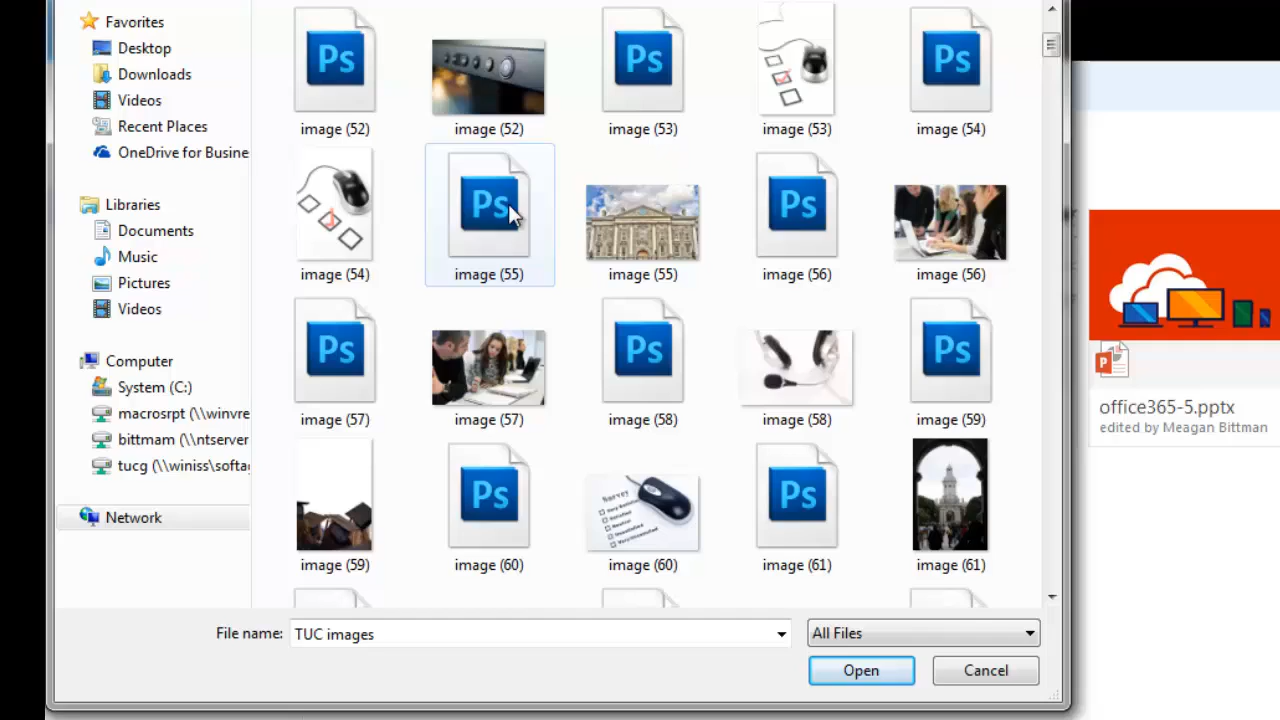 Favorites
Desktop
Downloads
Videos
Recent Places
OneDrive for Busine
Libraries
Documents
Music
Pictures
Videos
Computer
System (C:)
macrosrpt (\\winvre
bittmam (\\ntserver
tucg (\\winiss\softa
Network
Ps Ps Ps
image (52) image (52) image (53) image (53) image (54)
Ps Ps
image (54) image (55) image (55) image (56) image (56)
Ps Ps Ps
image (57) image (57) image (58) image (58) image (59)
Ps Survey Ps
image (59) image (60) image (60) image (61) image (61)
File name: TUC images All Files
Open Cancel
P
office365-5.pptx
edited by Meagan Bittman